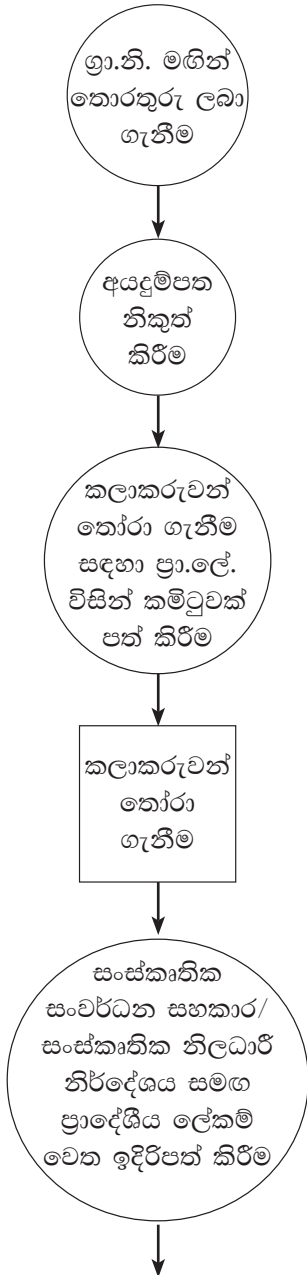 ග්‍රා.නි. මඟින්
තොරතුරු ලබා
ගැනීම
අයදුම්පත
නිකුත්
කිරීම
කලාකරුවන්
තෝරා ගැනීම
සඳහා ප්‍රා.ලේ.
විසින් කමිටුවක්
පත් කිරීම
කලාකරුවන්
තෝරා
ගැනීම
සංස්කෘතික
සංවර්ධන සහකාර/
සංස්කෘතික නිලධාරී
නිර්දේශය සමඟ
ප්‍රාදේශීය ලේකම්
වෙත ඉදිරිපත් කිරීම